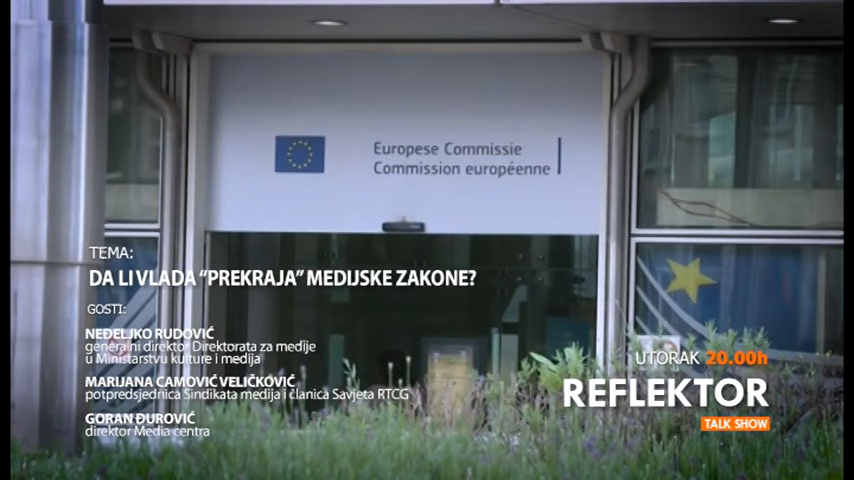 Europese Commissie
Commission européenne
TEMA:
DA LI VLADA “PREKRAJA” MEDIJSKE ZAKONE?
GOSTI:
NEĐELJKO RUDOVIĆ
generalni direktor Direktorata za medije
u Ministarstvu kulture i medija
MARIJANA CAMOVIĆ VELIČKOVIĆ
potpredsjednica Sindikata medija i članica Savjeta RTCG
GORAN ĐUROVIĆ
direktor Media centra
UTORAK 20.00h
REFLEKTOR
TALK SHOW